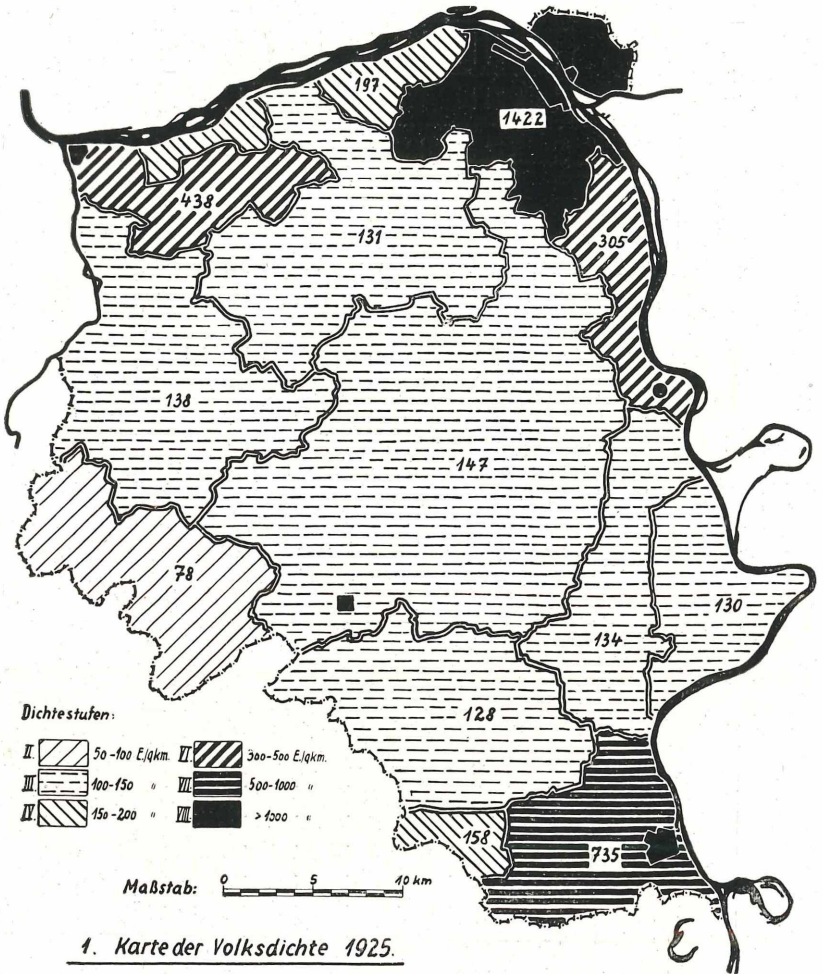 197
1422
438
305
131
138
147
78
130
134
128
Dichtestufen:
II. 50-100 E/qkm. VI. 300-500 E./qkm.
III. 100-150 " VII. 500-1000 "
IV. 150-200 " VIII. >1000 "
158
735
Maßstab: 0 5 10 km
1. Karte der Volksdichte 1925.